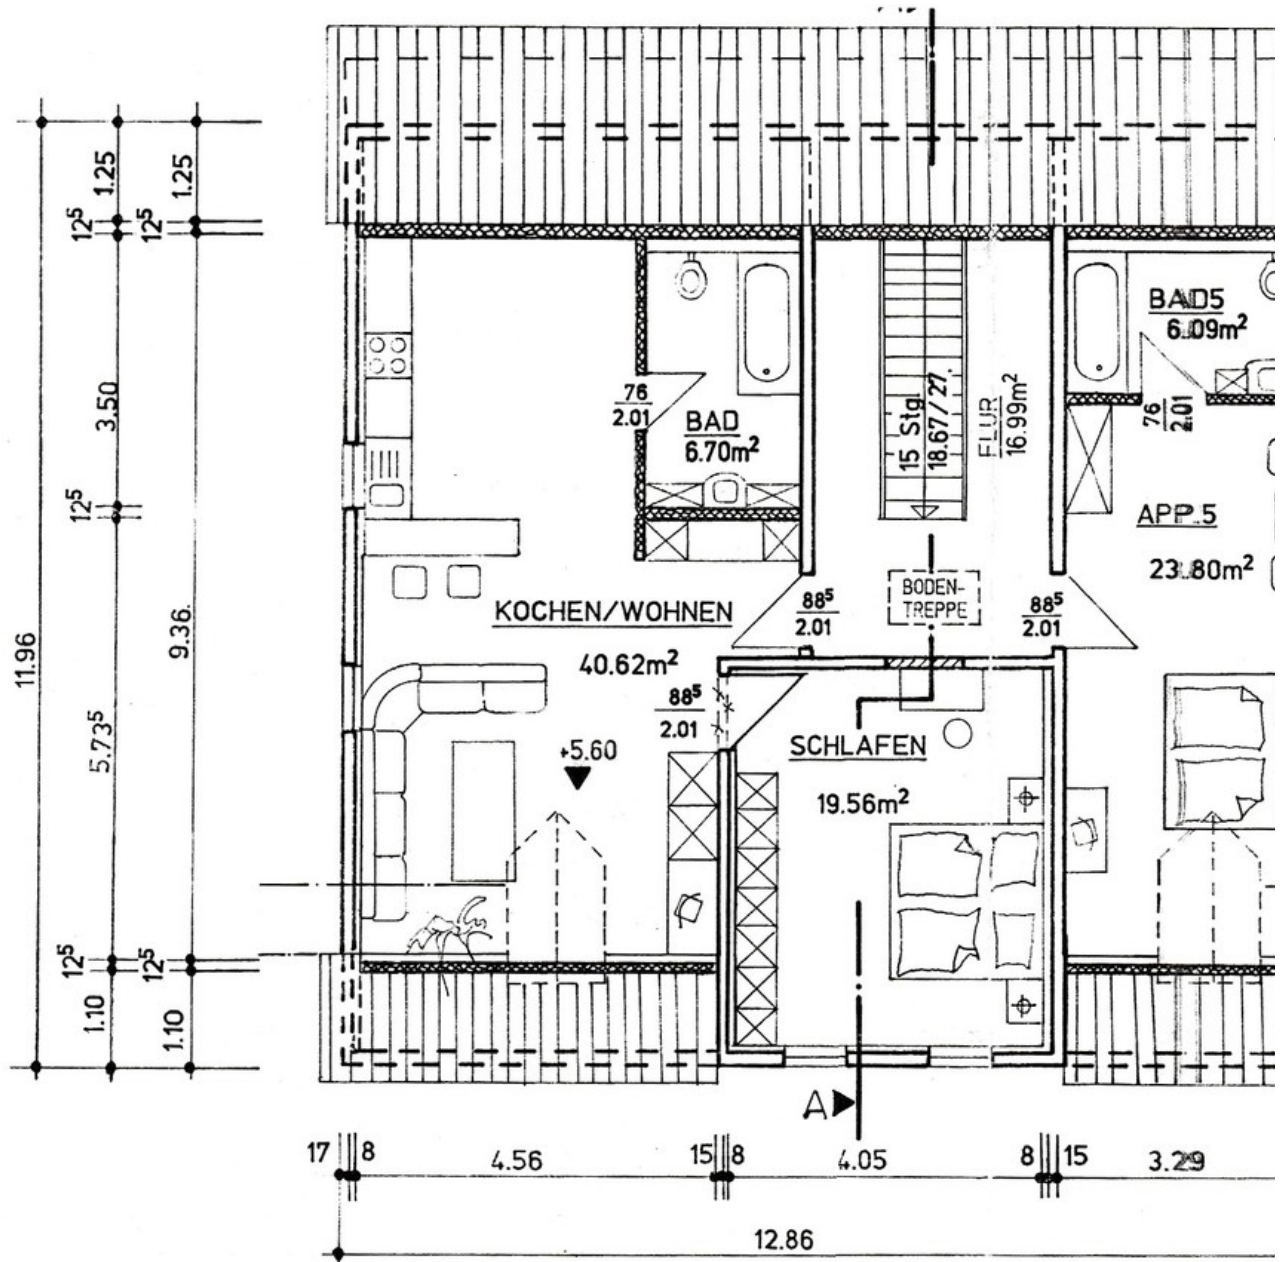 1.25
1.25
12⁵
12⁵
3.50
12⁵
11.96
9.36.
5.73⁵
12⁵
12⁵
1.10
1.10
76
2.01
BAD
6.70m²
15 Stg.
18.67/27.
FLUR
16.99m²
BAD5
6.09m²
76
2.01
APP.5
23.80m²
BODEN-
TREPPE
88⁵
2.01
88⁵
2.01
KOCHEN/WOHNEN
40.62m²
88⁵
2.01
+5.60
SCHLAFEN
19.56m²
A
17 8 4.56 15 8 4.05 8 15 3.29
12.86